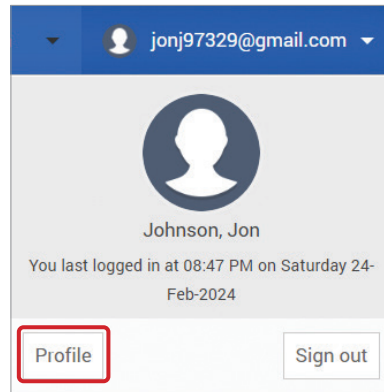 jonj97329@gmail.com
Johnson, Jon
You last logged in at 08:47 PM on Saturday 24-
Feb-2024
Profile
Sign out